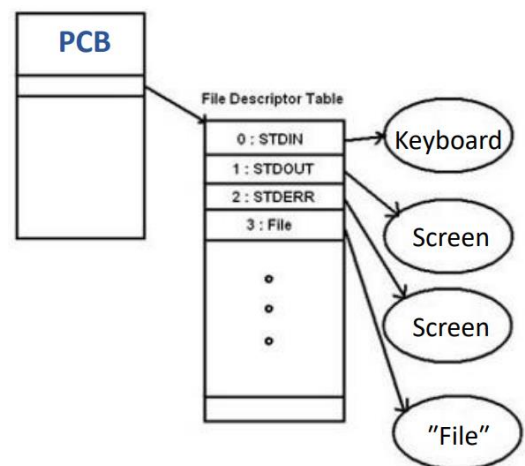 PCB
File Descriptor Table
0 : STDIN
1 : STDOUT
2 : STDERR
3 : File
Keyboard
Screen
Screen
"File"